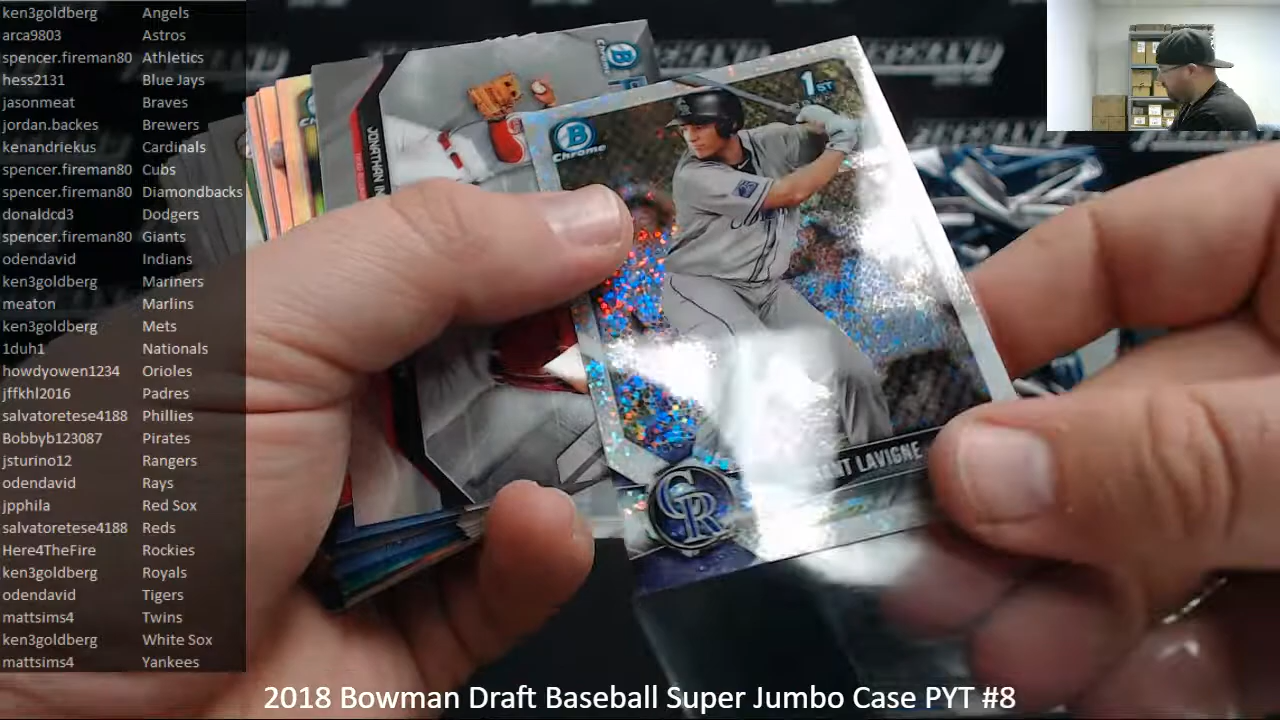 ken3goldberg Angels
arca9803 Astros
spencer.fireman80 Athletics
hess2131 Blue Jays
jasonmeat Braves
jordan.backes Brewers
kenandriekus Cardinals
spencer.fireman80 Cubs
spencer.fireman80 Diamondbacks
donaldcd3 Dodgers
spencer.fireman80 Giants
odendavid Indians
ken3goldberg Mariners
meaton Marlins
ken3goldberg Mets
1duh1 Nationals
howdyowen1234 Orioles
jffkhl2016 Padres
salvatoretese4188 Phillies
Bobbyb123087 Pirates
jsturino12 Rangers
odendavid Rays
jpphila Red Sox
salvatoretese4188 Reds
Here4TheFire Rockies
ken3goldberg Royals
odendavid Tigers
mattsims4 Twins
ken3goldberg White Sox
mattsims4 Yankees
B
Chrome
JONATHAN IN
1ST
B
Chrome
ANT LAVIGNE
CR
2018 Bowman Draft Baseball Super Jumbo Case PYT #8